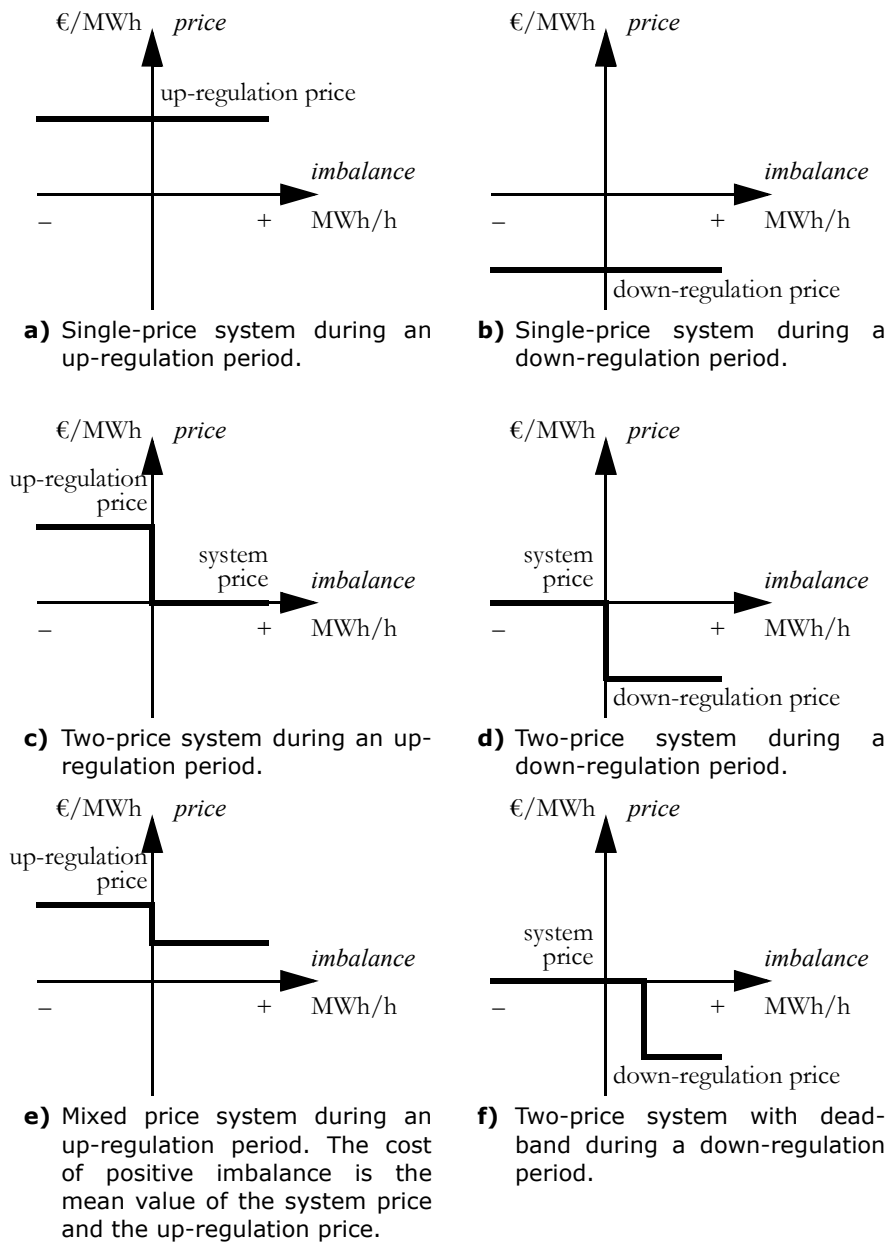 €/MWh price
up-regulation price
imbalance
– + MWh/h
a) Single-price system during an
up-regulation period.
€/MWh price
imbalance
– + MWh/h
down-regulation price
b) Single-price system during a
down-regulation period.
€/MWh price
up-regulation
price
system
price
imbalance
– + MWh/h
c) Two-price system during an up-
regulation period.
€/MWh price
system
price
imbalance
– + MWh/h
down-regulation price
d) Two-price system during a
down-regulation period.
€/MWh price
up-regulation
price
imbalance
– + MWh/h
e) Mixed price system during an
up-regulation period. The cost
of positive imbalance is the
mean value of the system price
and the up-regulation price.
€/MWh price
system
price
imbalance
– + MWh/h
down-regulation price
f) Two-price system with dead-
band during a down-regulation
period.